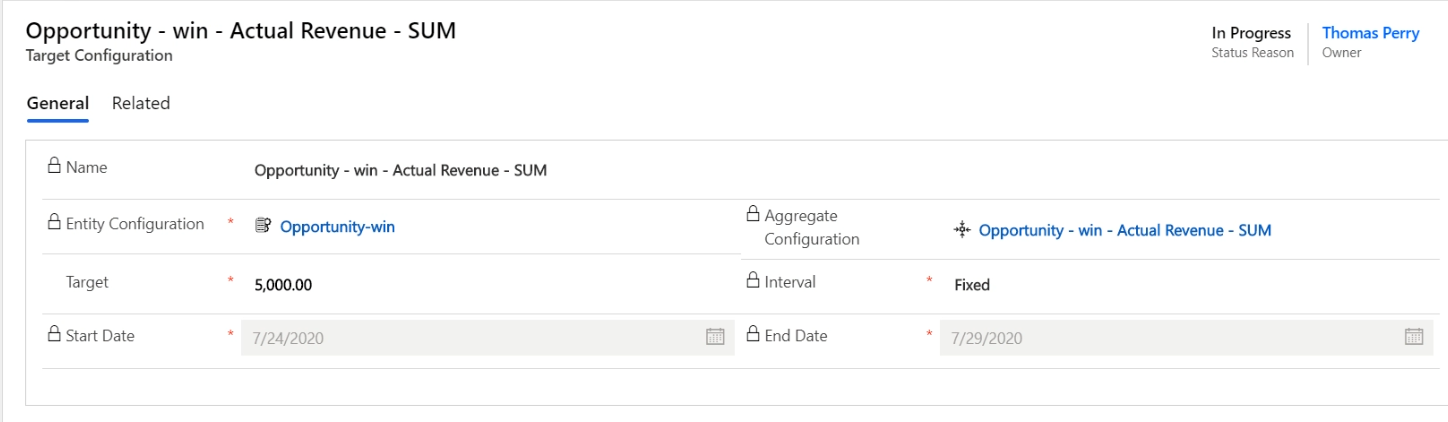 Opportunity - win - Actual Revenue - SUM
Target Configuration
In Progress
Status Reason
Thomas Perry
Owner
General Related
Name Opportunity - win - Actual Revenue - SUM
Entity Configuration * Opportunity-win
Aggregate
Configuration
Opportunity - win - Actual Revenue - SUM
Target * 5,000.00
Interval * Fixed
Start Date * 7/24/2020
End Date * 7/29/2020